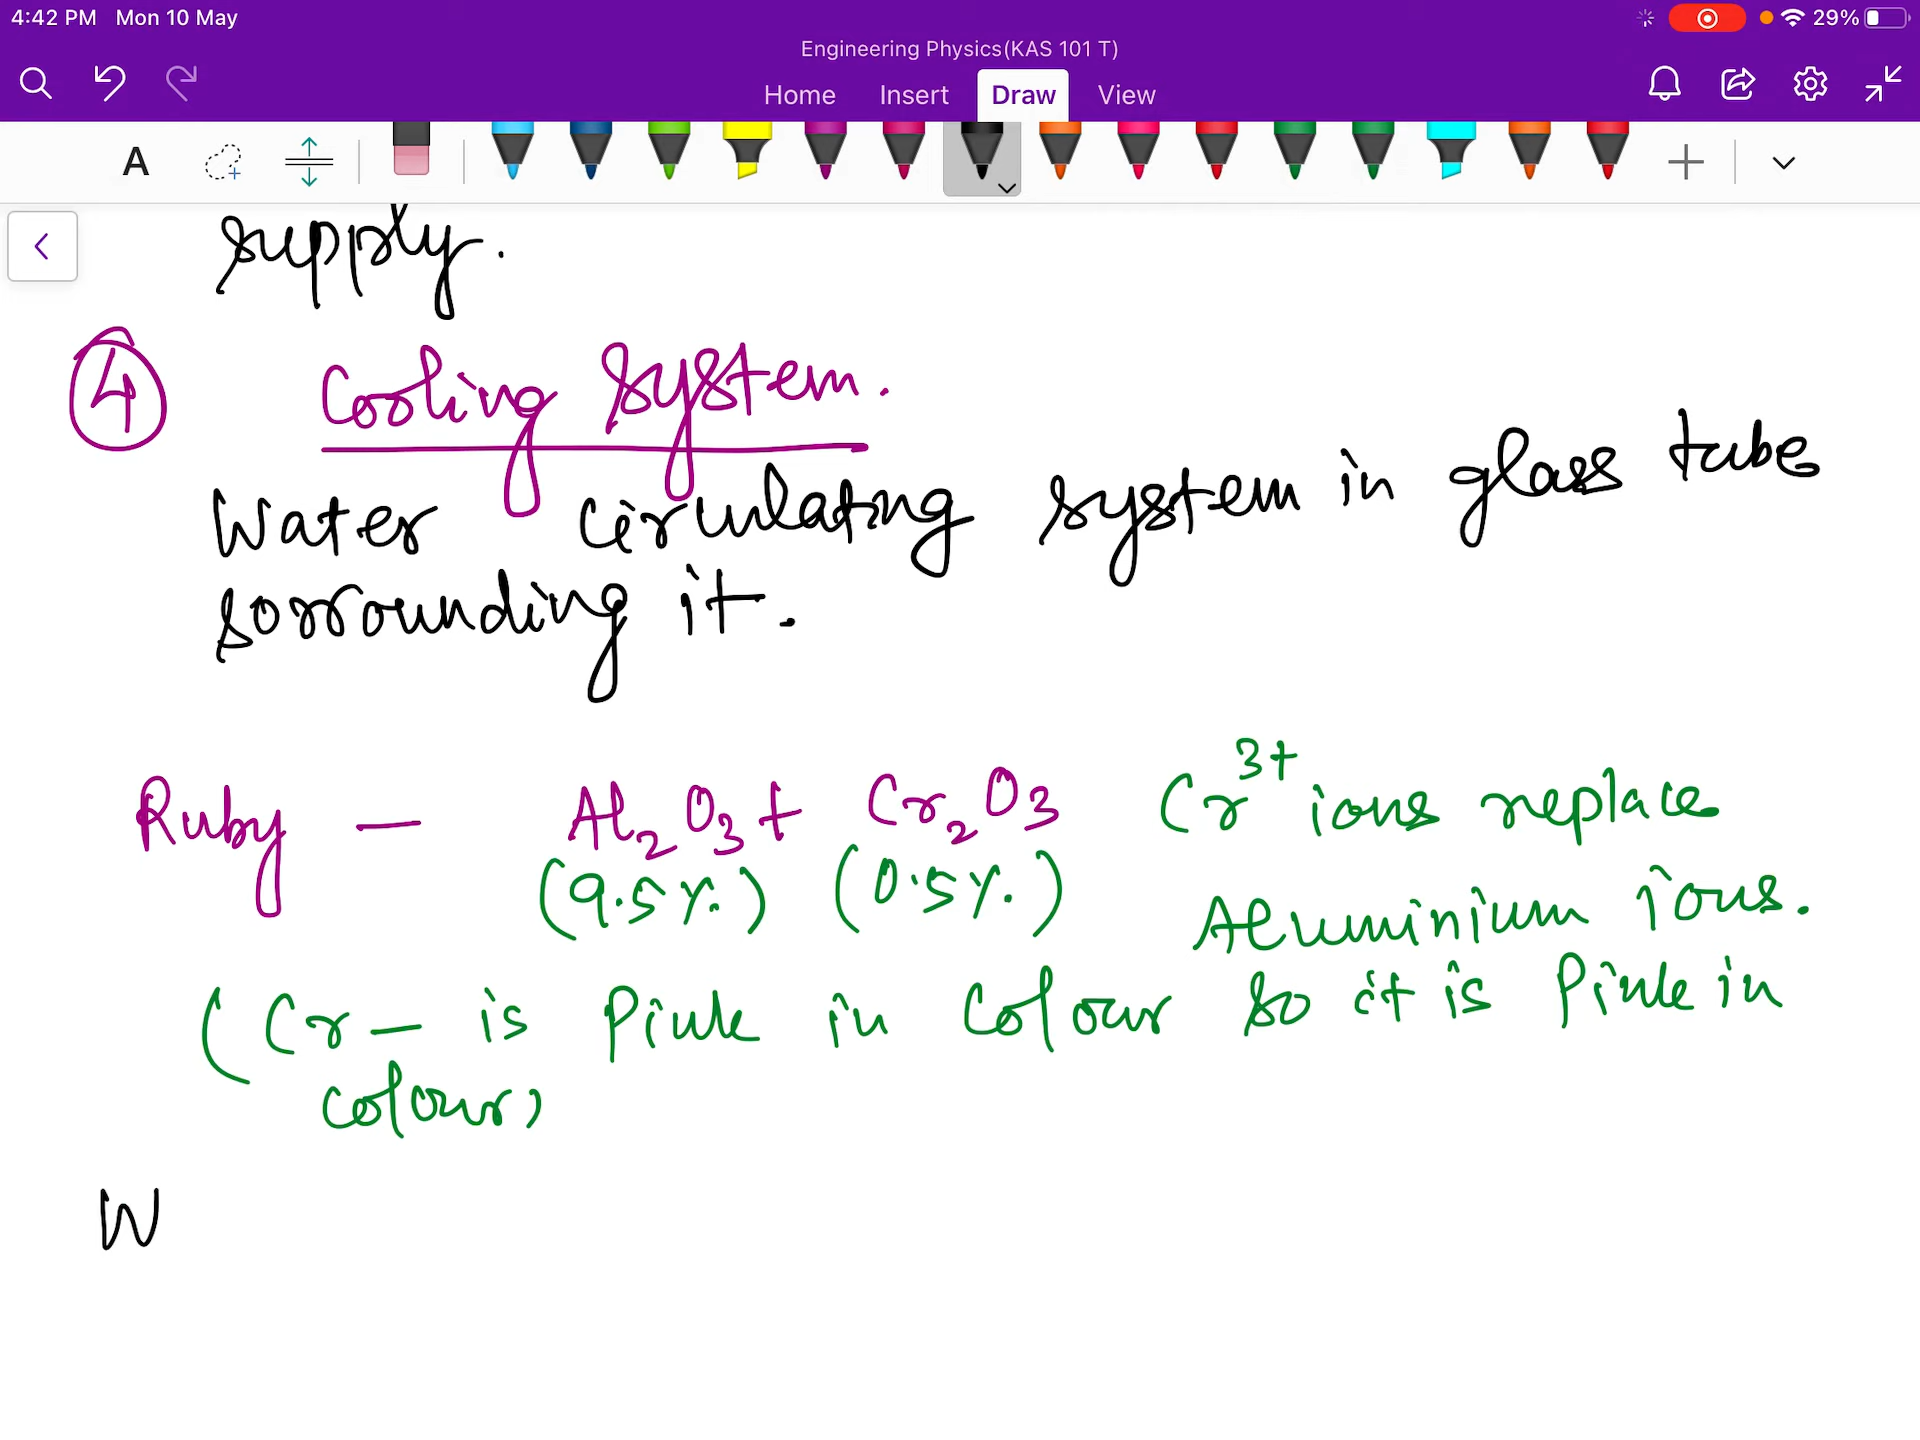 4:42 PM Mon 10 May 29%
Engineering Physics(KAS 101 T)
Home Insert Draw View
A
supply.
4 Cooling system.
Water circulating system in glass tube
sorrounding it.
Ruby — Al₂O₃ + Cr₂O₃ Cr³⁺ ions replace
(9.5%) (0.5%) Aluminium ions.
(Cr — is Pink in Colour so it is Pink in
colour,
W